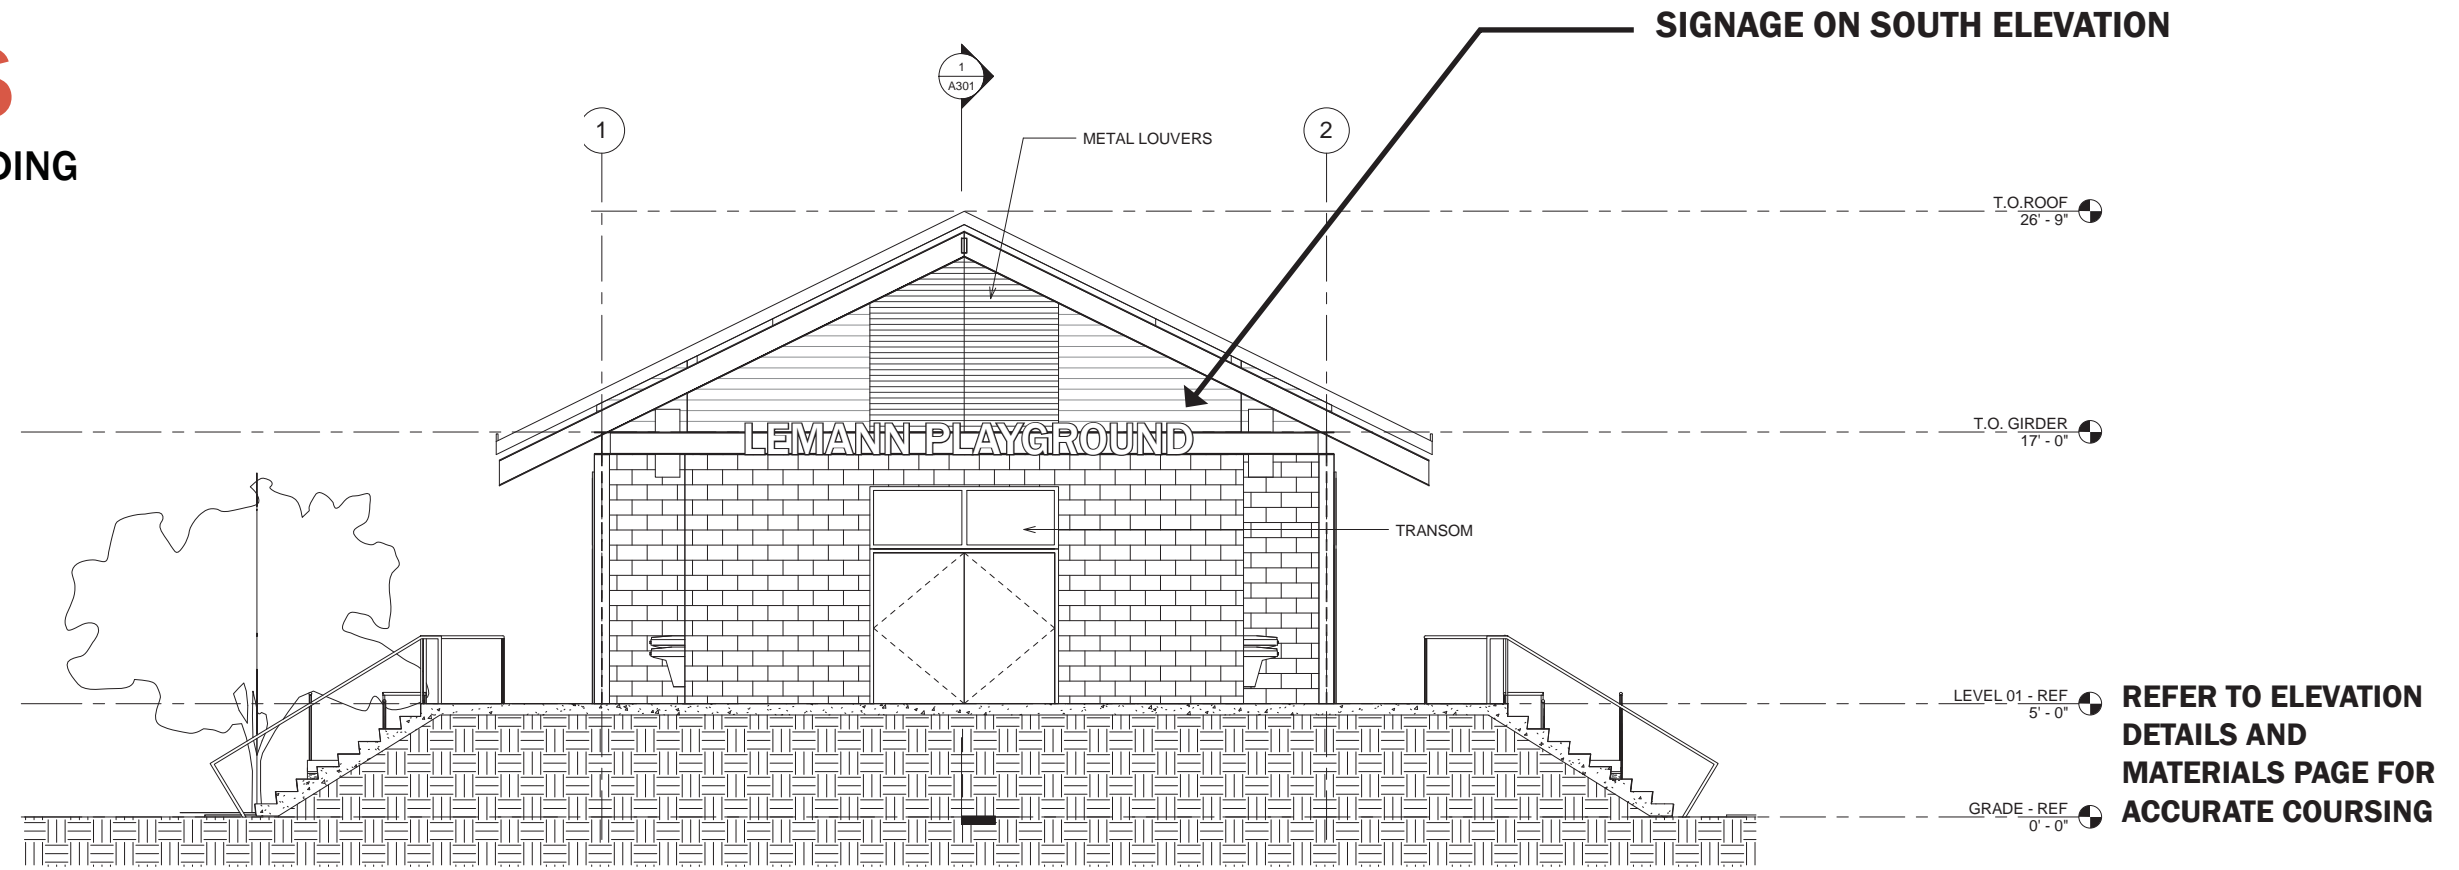 SIGNAGE ON SOUTH ELEVATION
S
DING
1
A301
1
2
METAL LOUVERS
T.O.ROOF
26' - 9"
T.O. GIRDER
17' - 0"
LEMANN PLAYGROUND
TRANSOM
LEVEL 01 - REF
5' - 0"
REFER TO ELEVATION
DETAILS AND
MATERIALS PAGE FOR
ACCURATE COURSING
GRADE - REF
0' - 0"